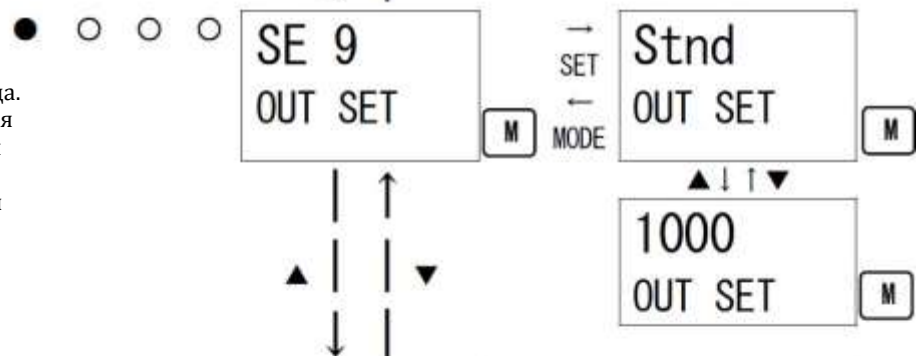 SE 9
OUT SET
M
→
SET
←
MODE
Stnd
OUT SET
M
▲↓↑▼
1000
OUT SET
M
▲ ▼